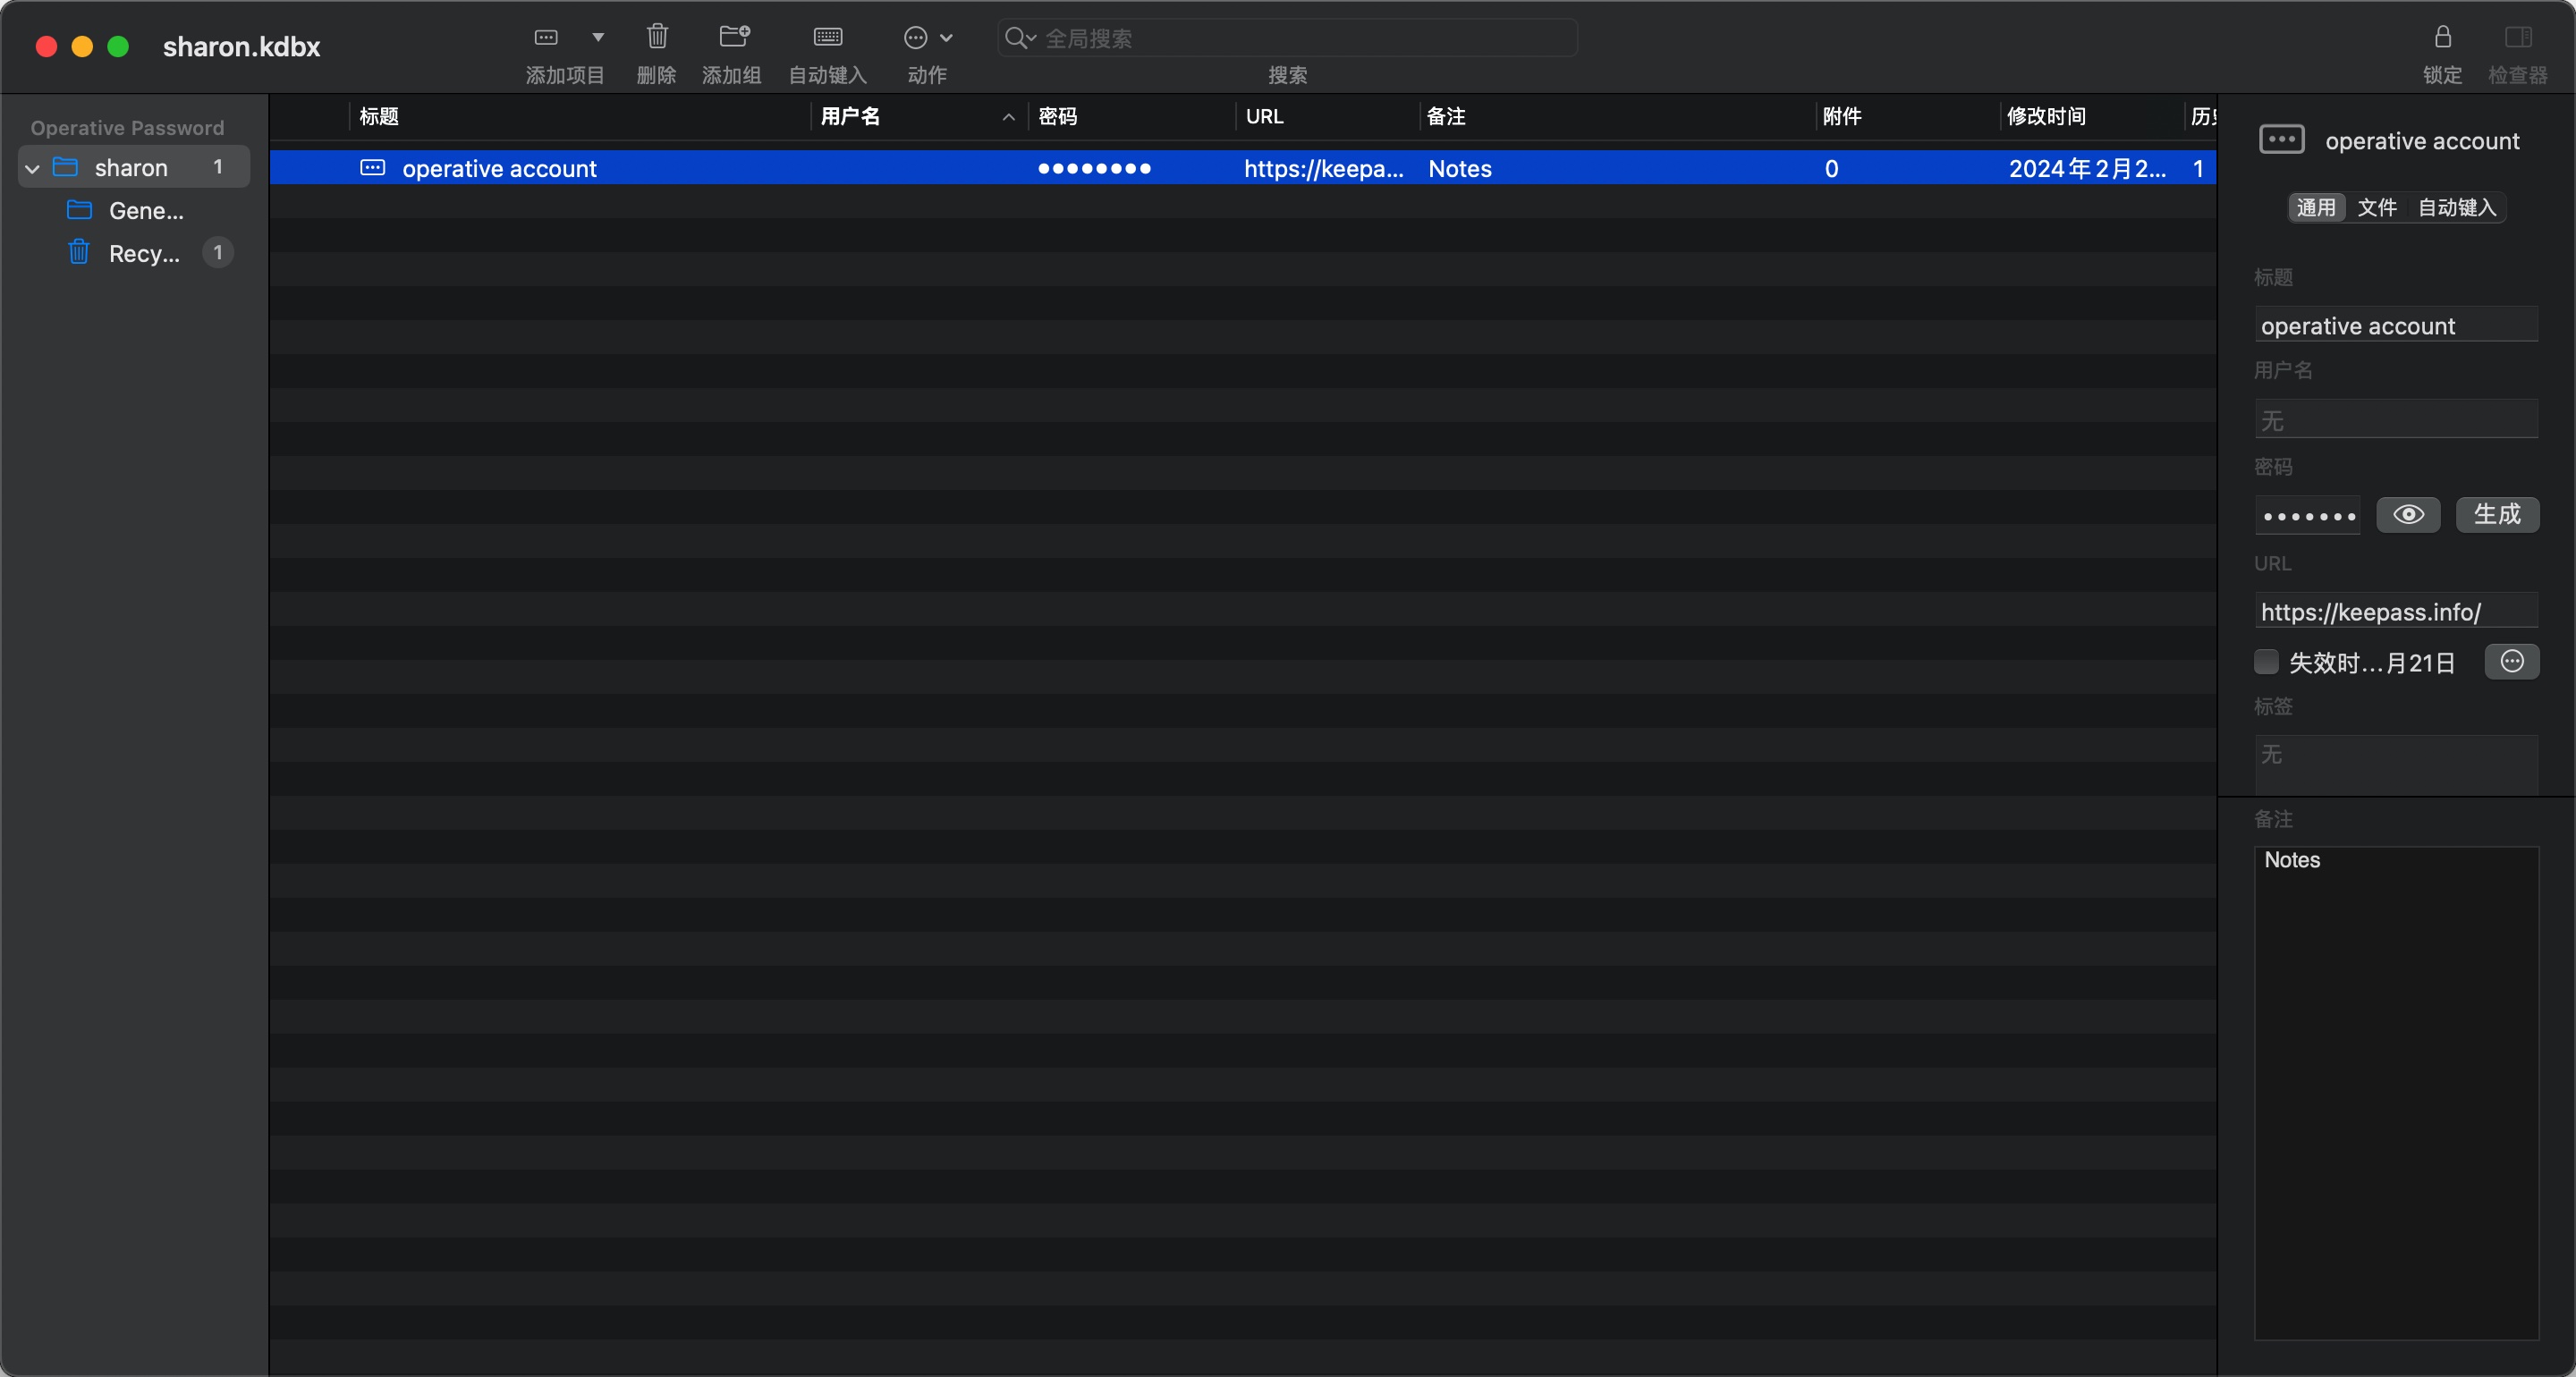 sharon.kdbx
添加项目
删除
添加组
自动键入
动作
全局搜索
搜索
锁定
检查器
Operative Password
sharon 1
Gene...
Recy... 1
标题 用户名 密码 URL 备注 附件 修改时间
operative account •••••••• https://keepa... Notes 0 2024年2月2... 1
operative account
通用 文件 自动键入
标题
operative account
用户名
无
密码
•••••••
生成
URL
https://keepass.info/
失效时...月21日
标签
无
备注
Notes